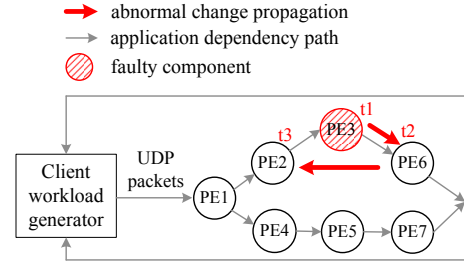 abnormal change propagation
application dependency path
faulty component
t1
t3
PE3
t2
Client
workload
generator
UDP
packets
PE2
PE6
PE1
PE4
PE5
PE7